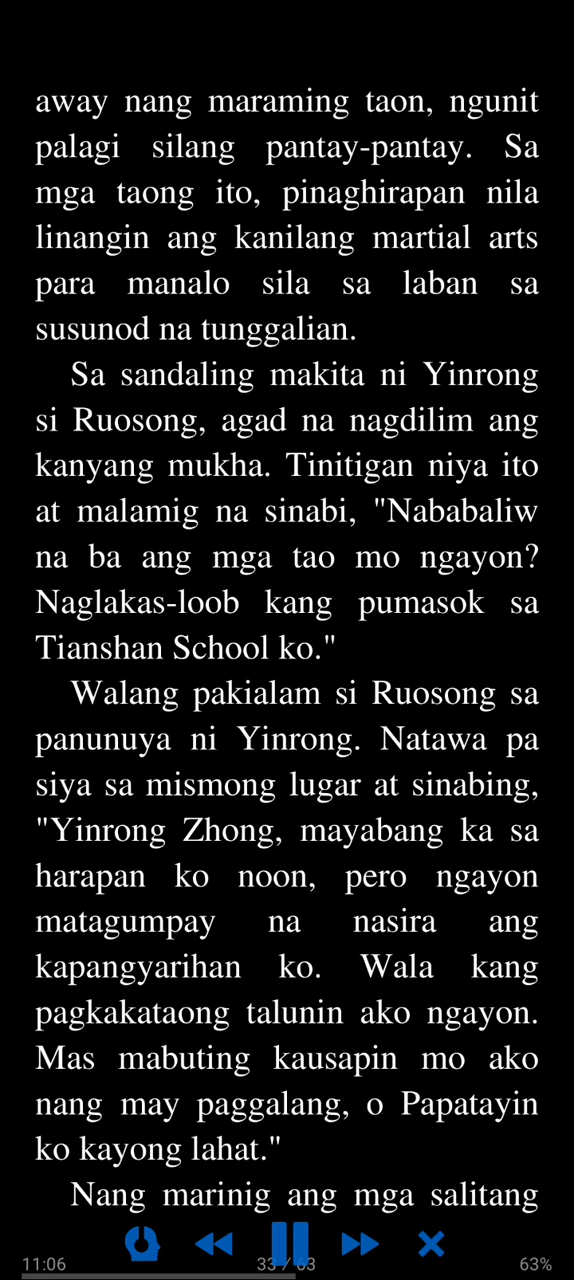 away nang maraming taon, ngunit
palagi silang pantay-pantay. Sa
mga taong ito, pinaghirapan nila
linangin ang kanilang martial arts
para manalo sila sa laban sa
susunod na tunggalian.
Sa sandaling makita ni Yinrong
si Ruosong, agad na nagdilim ang
kanyang mukha. Tinitigan niya ito
at malamig na sinabi, "Nababaliw
na ba ang mga tao mo ngayon?
Naglakas-loob kang pumasok sa
Tianshan School ko."
Walang pakialam si Ruosong sa
panunuya ni Yinrong. Natawa pa
siya sa mismong lugar at sinabing,
"Yinrong Zhong, mayabang ka sa
harapan ko noon, pero ngayon
matagumpay na nasira ang
kapangyarihan ko. Wala kang
pagkakataong talunin ako ngayon.
Mas mabuting kausapin mo ako
nang may paggalang, o Papatayin
ko kayong lahat."
Nang marinig ang mga salitang
11:06 33 / 63 63%